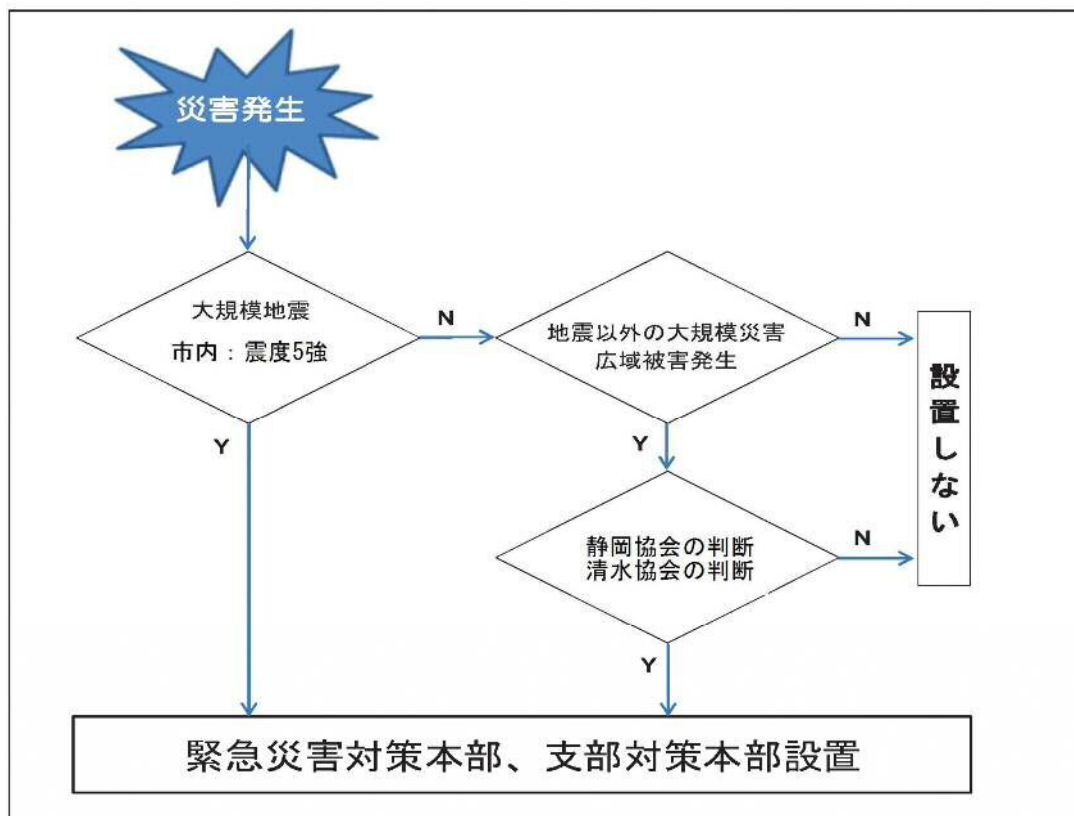 災害発生
大規模地震
市内：震度5強
N
地震以外の大規模災害
広域被害発生
N
設置しない
Y
Y
静岡協会の判断
清水協会の判断
N
Y
緊急災害対策本部、支部対策本部設置